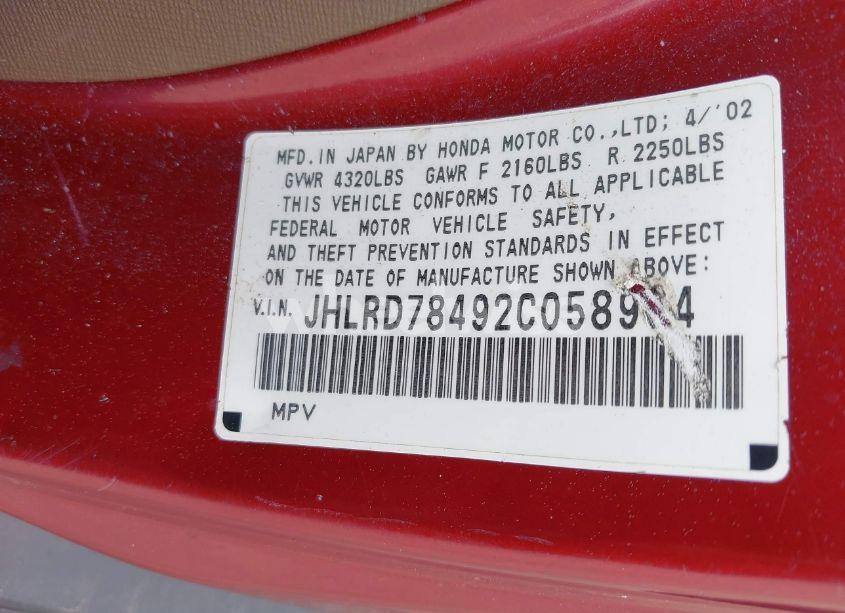 MFD. IN JAPAN BY HONDA MOTOR CO.,LTD; 4/'02
GVWR 4320LBS GAWR F 2160LBS R 2250LBS
THIS VEHICLE CONFORMS TO ALL APPLICABLE
FEDERAL MOTOR VEHICLE SAFETY,
AND THEFT PREVENTION STANDARDS IN EFFECT
ON THE DATE OF MANUFACTURE SHOWN ABOVE:
V.I.N.
MPV